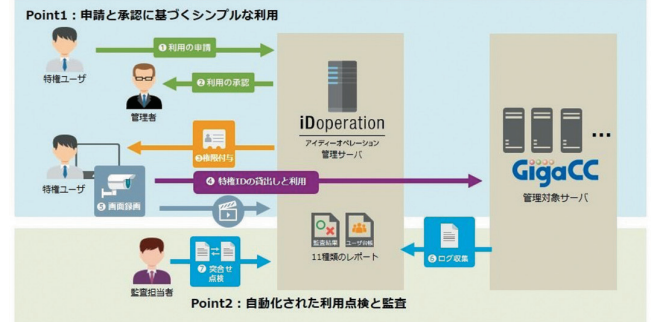 Point1：申請と承認に基づくシンプルな利用
❶利用の申請
特権ユーザ
❷利用の承認
管理者
iDoperation
アイディーオペレーション
管理サーバ
❸権限付与
特権ユーザ
❹ 特権IDの貸出しと利用
❺ 画面録画
...
GigaCC
管理対象サーバ
監査結果
ユーザ台帳
11種類のレポート
❻ログ収集
❼ 突合せ
点検
監査担当者
Point2：自動化された利用点検と監査